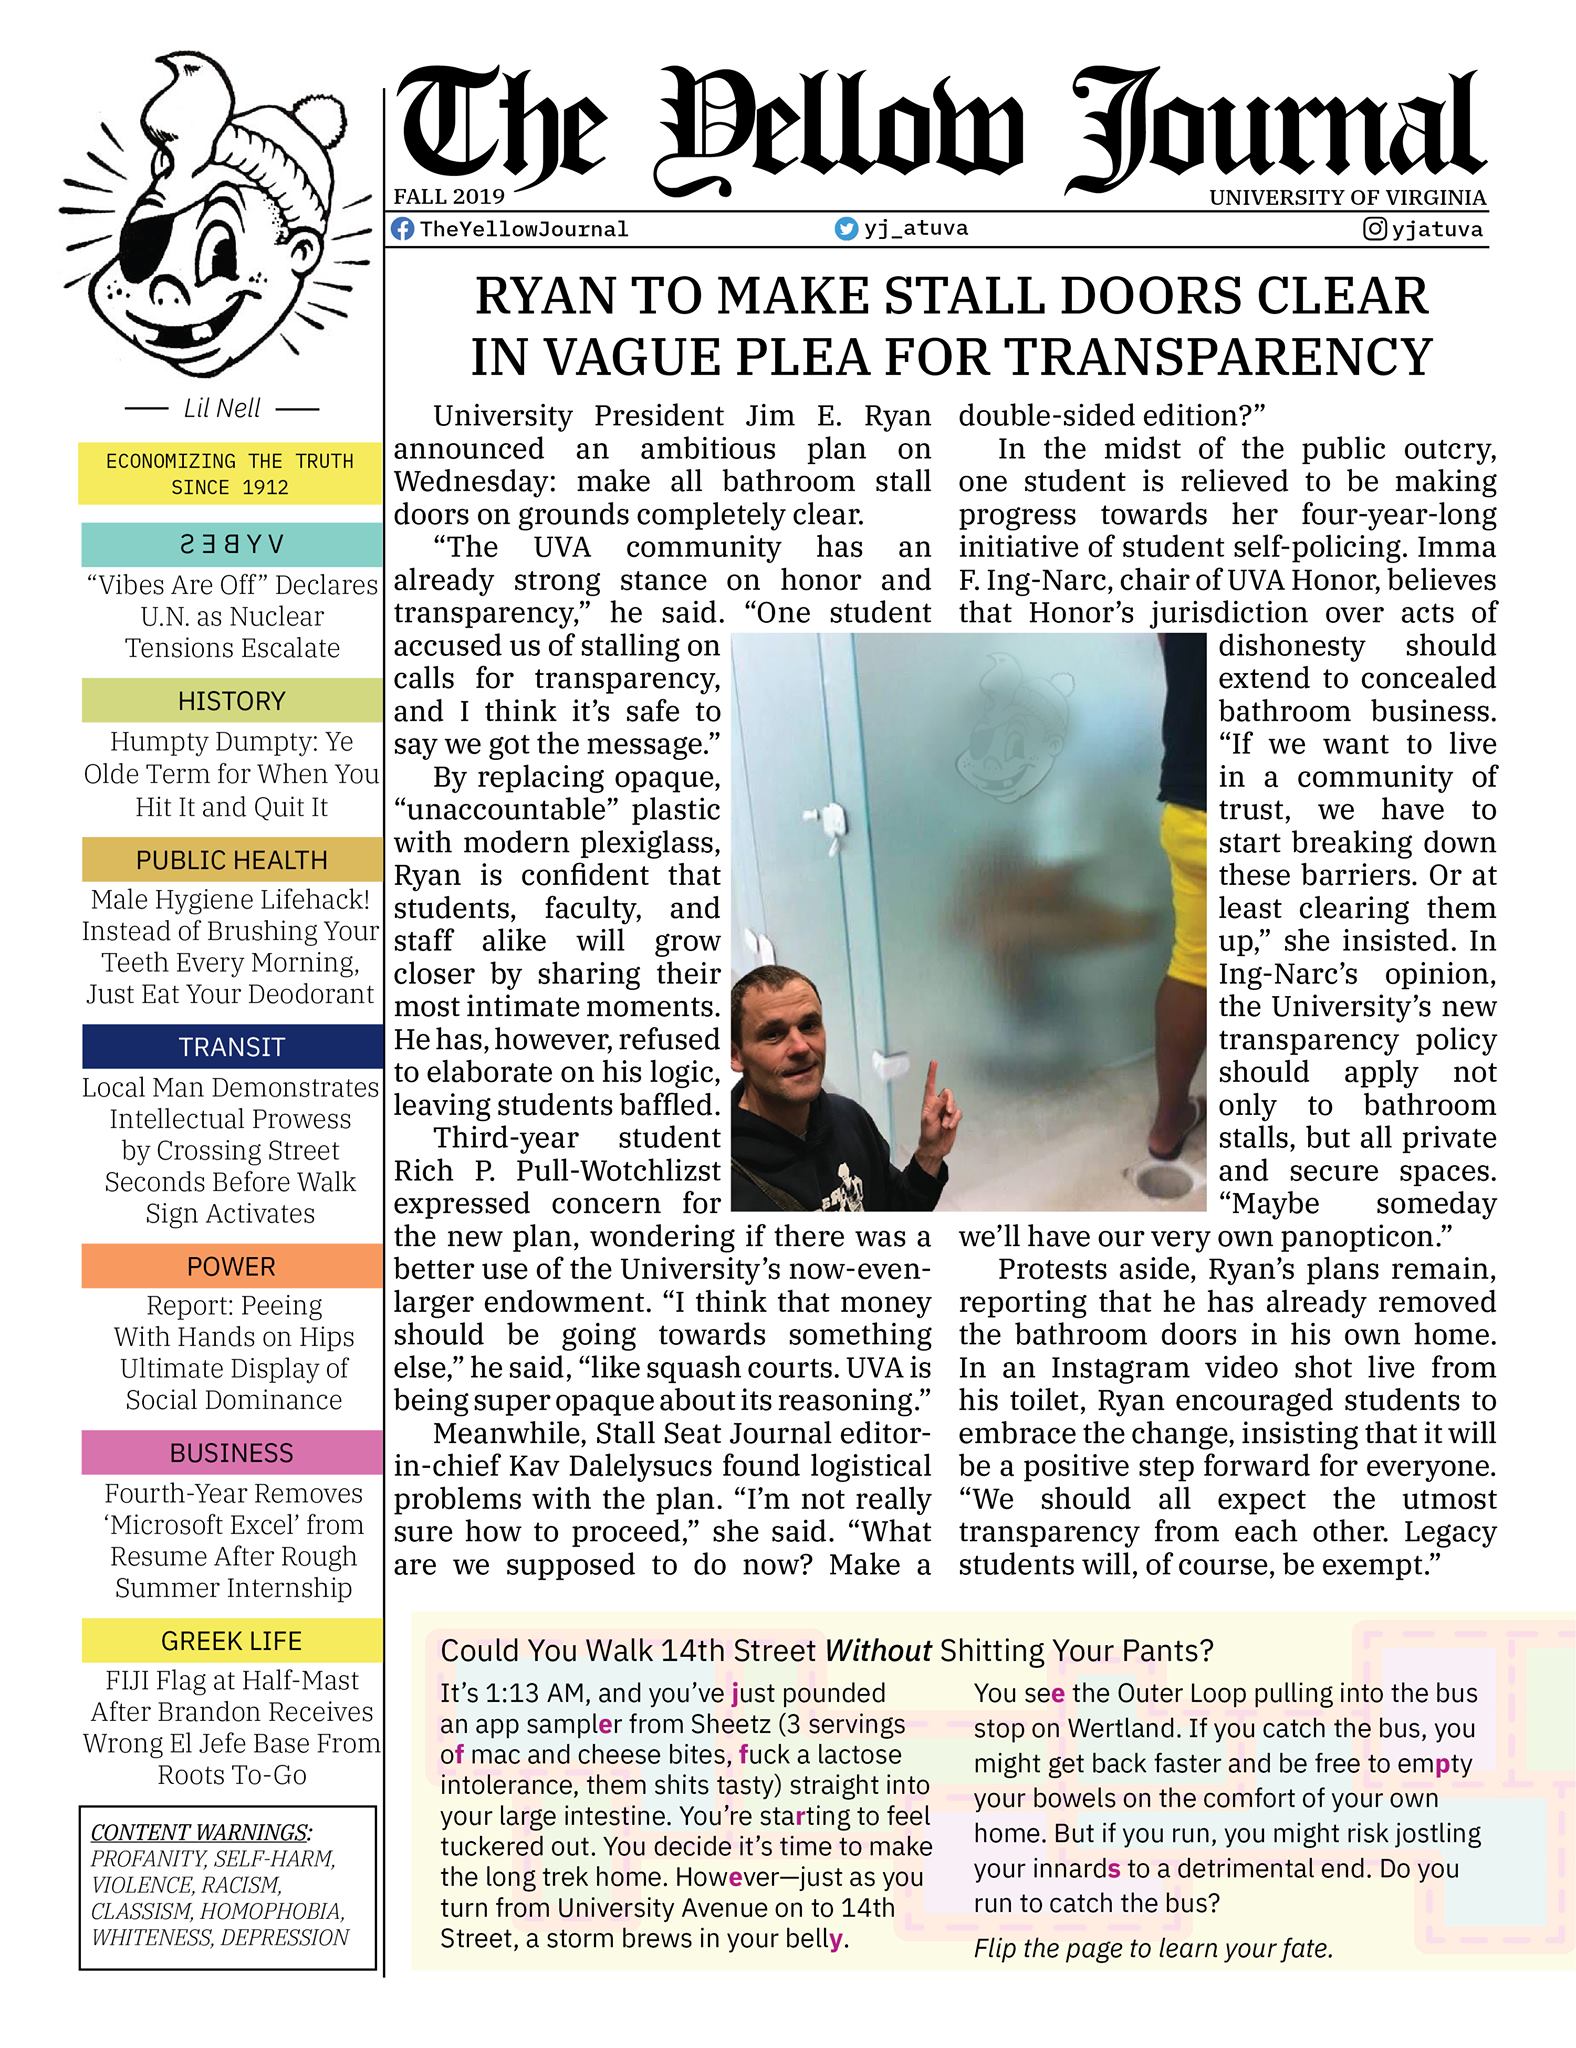 The Yellow Journal
FALL 2019
UNIVERSITY OF VIRGINIA
TheYellowJournal
yj_atuva
yjatuva
Lil Nell
ECONOMIZING THE TRUTH
SINCE 1912
VYBES
“Vibes Are Off” Declares
U.N. as Nuclear
Tensions Escalate
HISTORY
Humpty Dumpty: Ye
Olde Term for When You
Hit It and Quit It
PUBLIC HEALTH
Male Hygiene Lifehack!
Instead of Brushing Your
Teeth Every Morning,
Just Eat Your Deodorant
TRANSIT
Local Man Demonstrates
Intellectual Prowess
by Crossing Street
Seconds Before Walk
Sign Activates
POWER
Report: Peeing
With Hands on Hips
Ultimate Display of
Social Dominance
BUSINESS
Fourth-Year Removes
‘Microsoft Excel’ from
Resume After Rough
Summer Internship
GREEK LIFE
FIJI Flag at Half-Mast
After Brandon Receives
Wrong El Jefe Base From
Roots To-Go
CONTENT WARNINGS:
PROFANITY, SELF-HARM,
VIOLENCE, RACISM,
CLASSISM, HOMOPHOBIA,
WHITENESS, DEPRESSION
RYAN TO MAKE STALL DOORS CLEAR
IN VAGUE PLEA FOR TRANSPARENCY
University President Jim E. Ryan
announced an ambitious plan on
Wednesday: make all bathroom stall
doors on grounds completely clear.
“The UVA community has an
already strong stance on honor and
transparency,” he said. “One student
accused us of stalling on
calls for transparency,
and I think it’s safe to
say we got the message.”
By replacing opaque,
“unaccountable” plastic
with modern plexiglass,
Ryan is confident that
students, faculty, and
staff alike will grow
closer by sharing their
most intimate moments.
He has, however, refused
to elaborate on his logic,
leaving students baffled.
Third-year student
Rich P. Pull-Wotchlizst
expressed concern for
the new plan, wondering if there was a
better use of the University’s now-even-
larger endowment. “I think that money
should be going towards something
else,” he said, “like squash courts. UVA is
being super opaque about its reasoning.”
Meanwhile, Stall Seat Journal editor-
in-chief Kav Dalelysucs found logistical
problems with the plan. “I’m not really
sure how to proceed,” she said. “What
are we supposed to do now? Make a
double-sided edition?”
In the midst of the public outcry,
one student is relieved to be making
progress towards her four-year-long
initiative of student self-policing. Imma
F. Ing-Narc, chair of UVA Honor, believes
that Honor’s jurisdiction over acts of
dishonesty should
extend to concealed
bathroom business.
“If we want to live
in a community of
trust, we have to
start breaking down
these barriers. Or at
least clearing them
up,” she insisted. In
Ing-Narc’s opinion,
the University’s new
transparency policy
should apply not
only to bathroom
stalls, but all private
and secure spaces.
“Maybe someday
we’ll have our very own panopticon.”
Protests aside, Ryan’s plans remain,
reporting that he has already removed
the bathroom doors in his own home.
In an Instagram video shot live from
his toilet, Ryan encouraged students to
embrace the change, insisting that it will
be a positive step forward for everyone.
“We should all expect the utmost
transparency from each other. Legacy
students will, of course, be exempt.”
Could You Walk 14th Street Without Shitting Your Pants?
It’s 1:13 AM, and you’ve just pounded
an app sampler from Sheetz (3 servings
of mac and cheese bites, fuck a lactose
intolerance, them shits tasty) straight into
your large intestine. You’re starting to feel
tuckered out. You decide it’s time to make
the long trek home. However—just as you
turn from University Avenue on to 14th
Street, a storm brews in your belly.
You see the Outer Loop pulling into the bus
stop on Wertland. If you catch the bus, you
might get back faster and be free to empty
your bowels on the comfort of your own
home. But if you run, you might risk jostling
your innards to a detrimental end. Do you
run to catch the bus?
Flip the page to learn your fate.